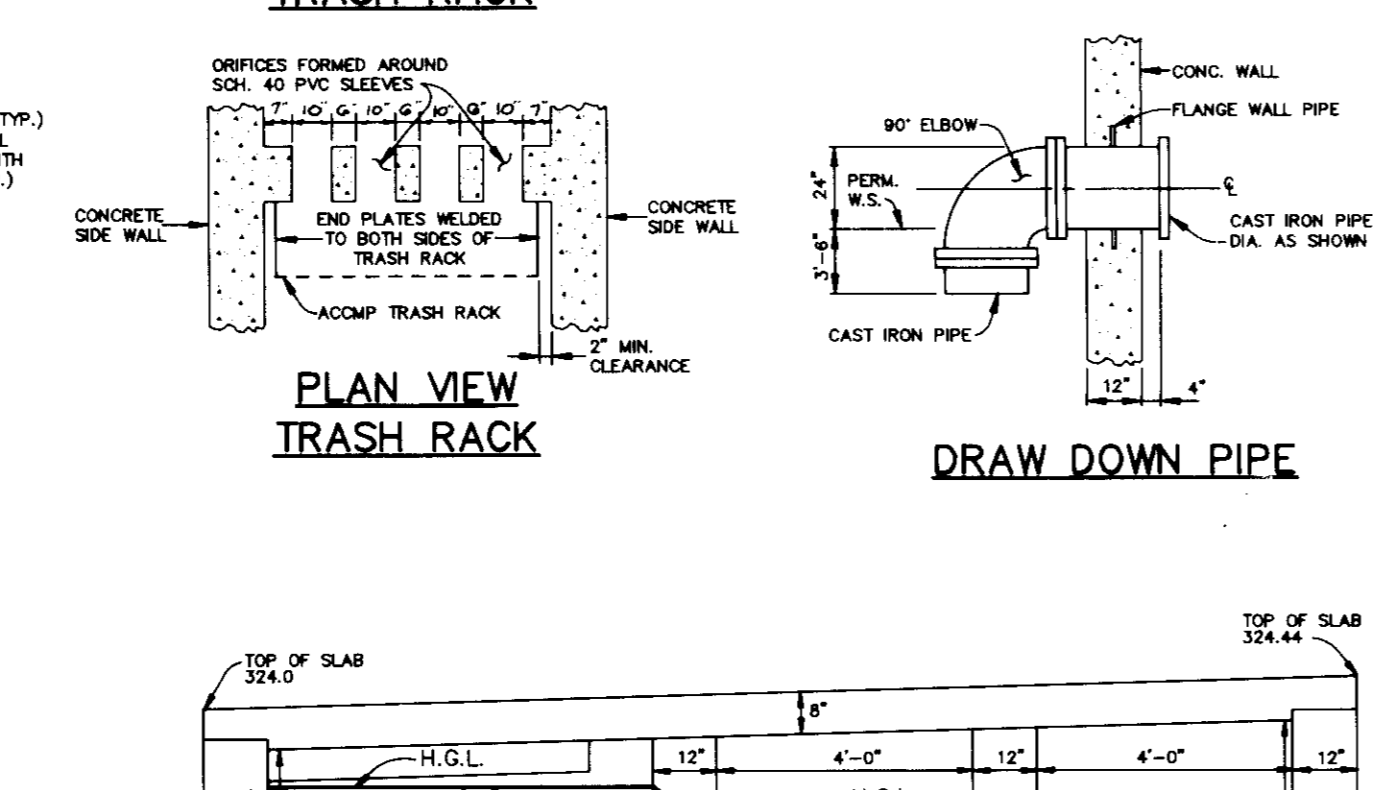 TRASH RACK
ORIFICES FORMED AROUND
SCH. 40 PVC SLEEVES
7" 10" 6" 10" 6" 10" 6" 10" 7"
TYP.)
L
ITH
.)
CONCRETE
SIDE WALL
END PLATES WELDED
TO BOTH SIDES OF
TRASH RACK
CONCRETE
SIDE WALL
ACCMP TRASH RACK
2" MIN.
CLEARANCE
PLAN VIEW
TRASH RACK
CONC. WALL
FLANGE WALL PIPE
90° ELBOW
24"
PERM.
W.S.
3'-6"
CL
CAST IRON PIPE
DIA. AS SHOWN
CAST IRON PIPE
12" 4"
DRAW DOWN PIPE
TOP OF SLAB
324.0
TOP OF SLAB
324.44
8"
H.G.L.
12" 4'-0" 12" 4'-0" 12"